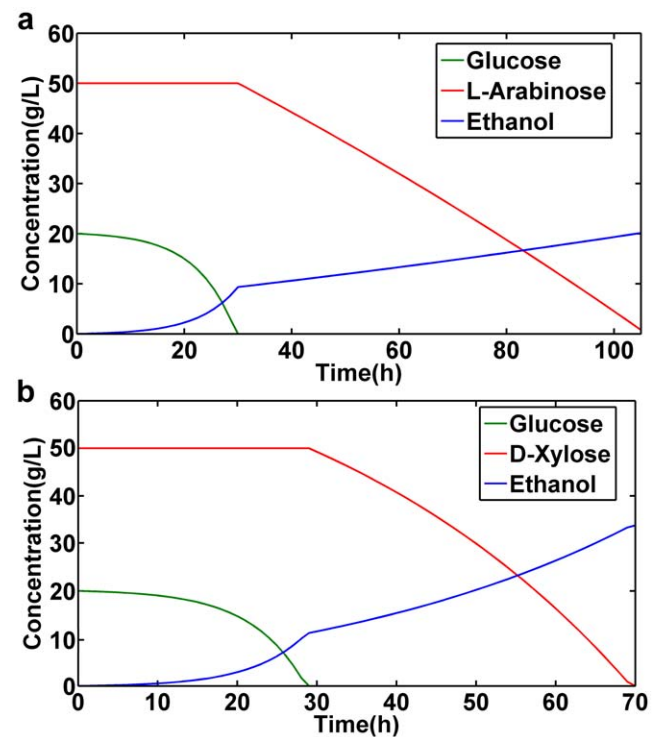 a
60
50
40
30
20
10
0
Concentration(g/L)
Glucose
L-Arabinose
Ethanol
0 20 40 60 80 100
Time(h)
b
60
50
40
30
20
10
0
Concentration(g/L)
Glucose
D-Xylose
Ethanol
0 10 20 30 40 50 60 70
Time(h)